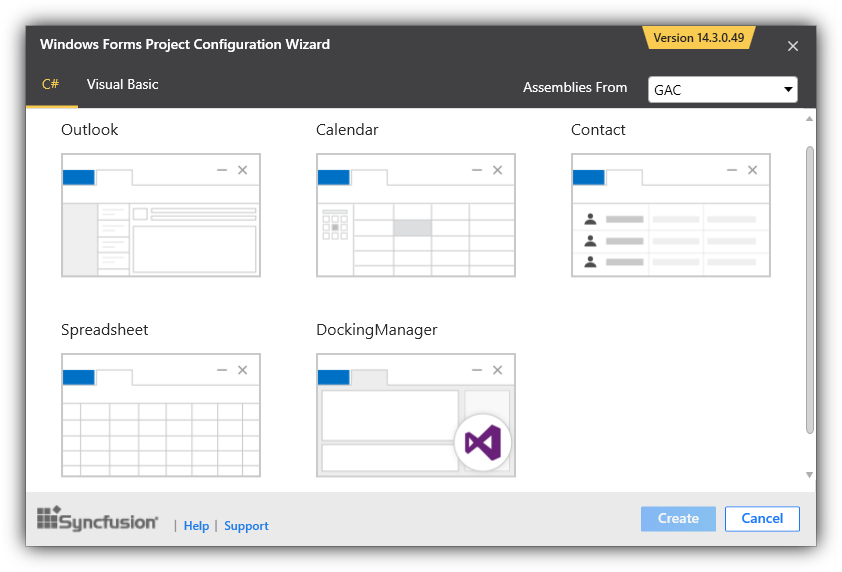 Windows Forms Project Configuration Wizard
Version 14.3.0.49
C#
Visual Basic
Assemblies From
GAC
Outlook
Calendar
Contact
Spreadsheet
DockingManager
Syncfusion
| Help | Support
Create
Cancel